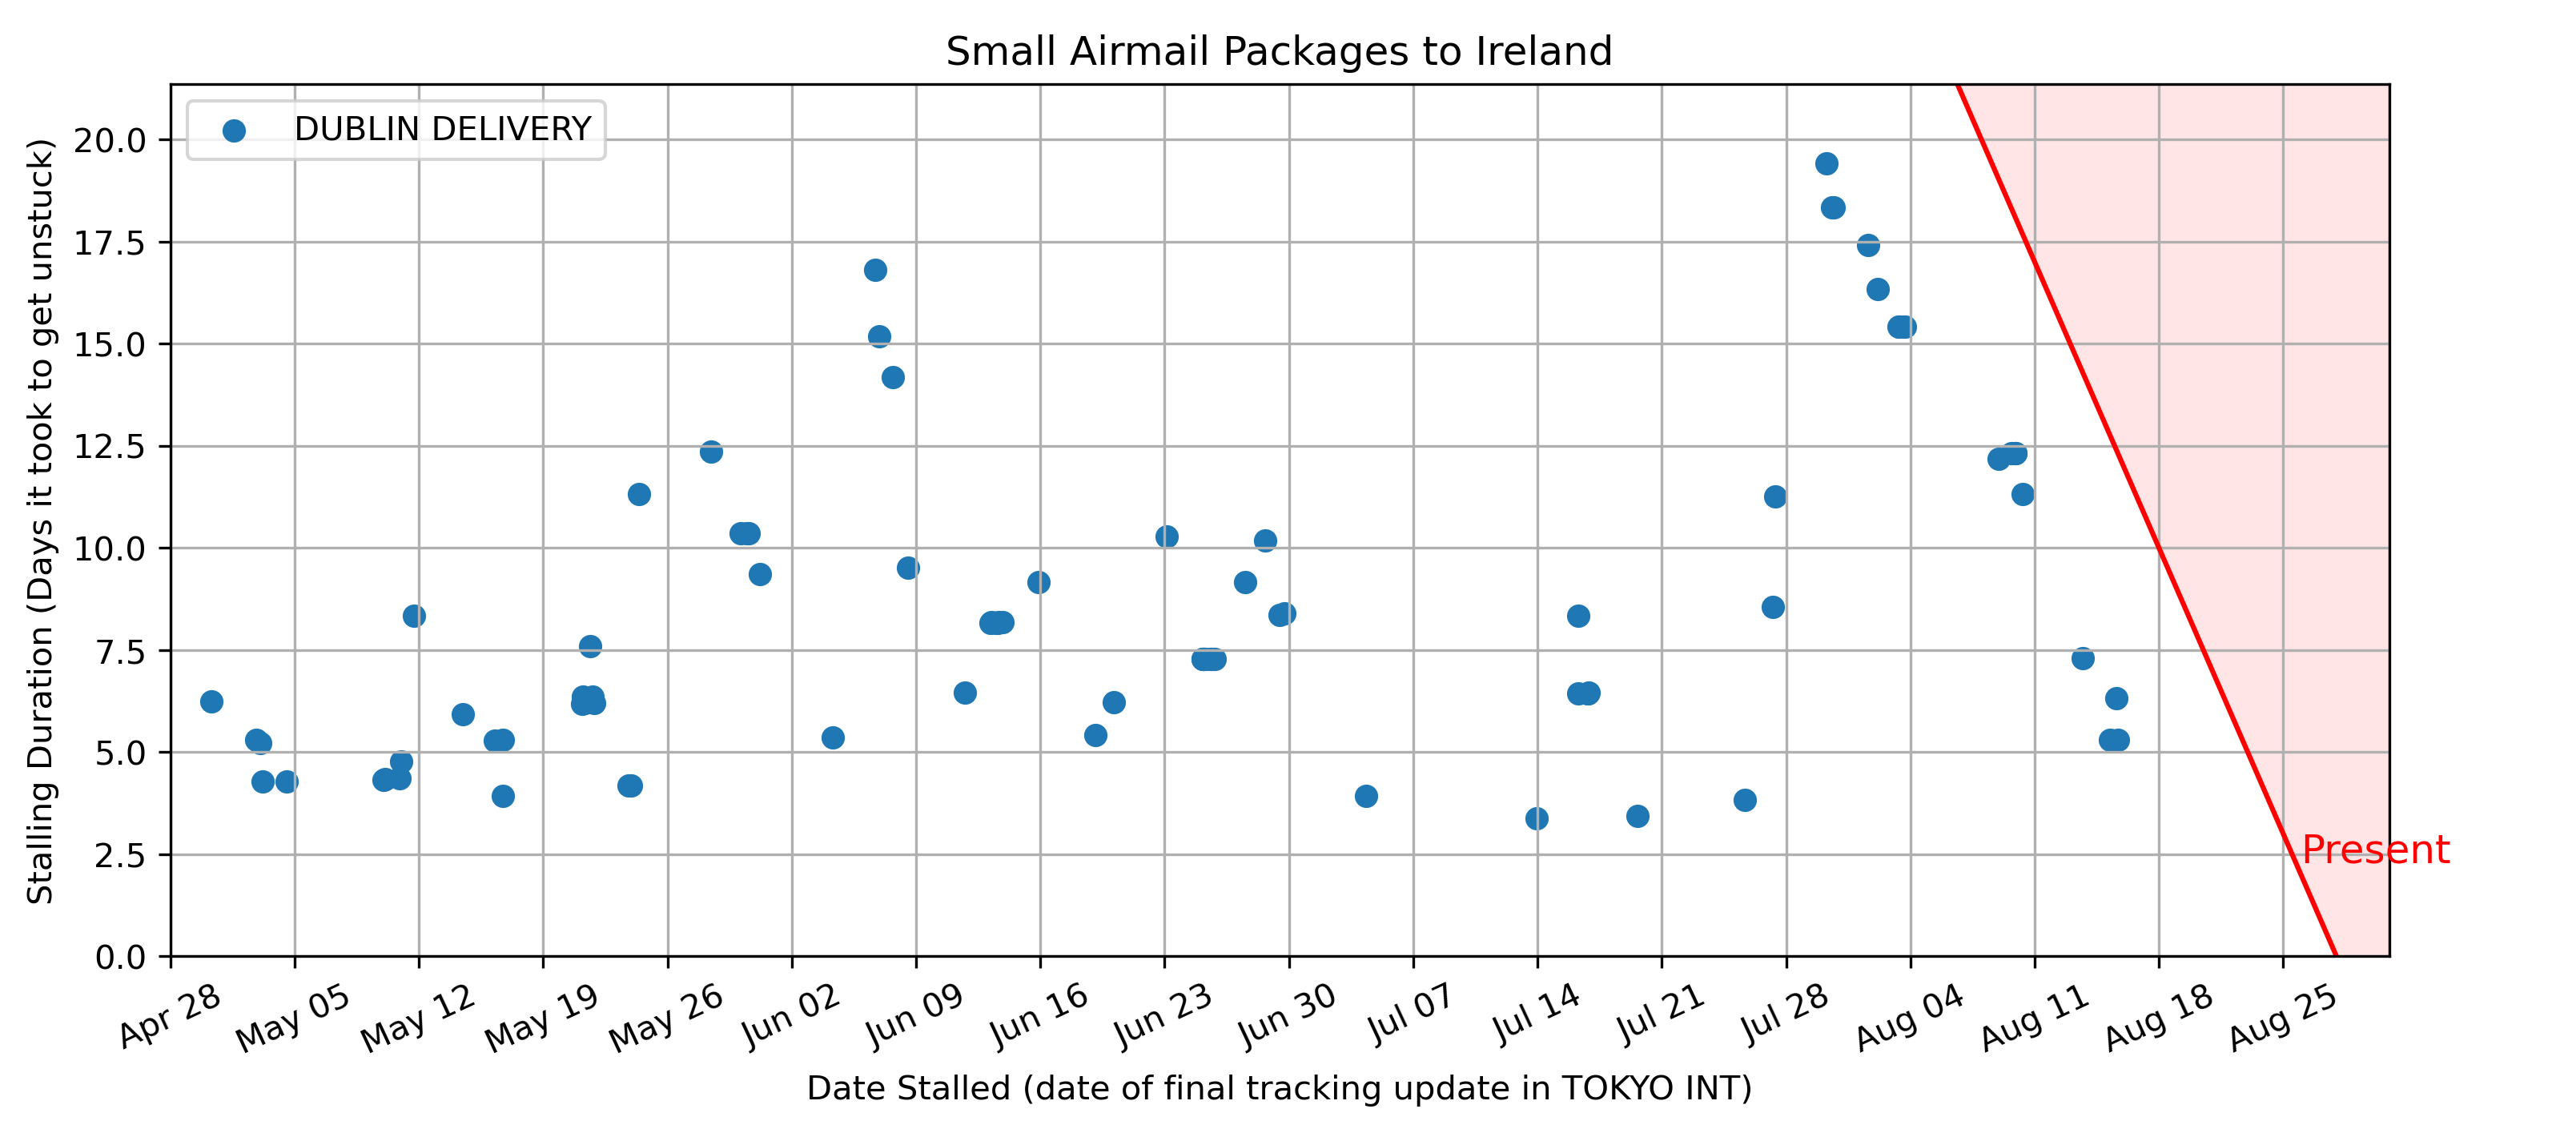 Small Airmail Packages to Ireland
DUBLIN DELIVERY
Stalling Duration (Days it took to get unstuck)
20.0
17.5
15.0
12.5
10.0
7.5
5.0
2.5
0.0
Present
Apr 28
May 05
May 12
May 19
May 26
Jun 02
Jun 09
Jun 16
Jun 23
Jun 30
Jul 07
Jul 14
Jul 21
Jul 28
Aug 04
Aug 11
Aug 18
Aug 25
Date Stalled (date of final tracking update in TOKYO INT)